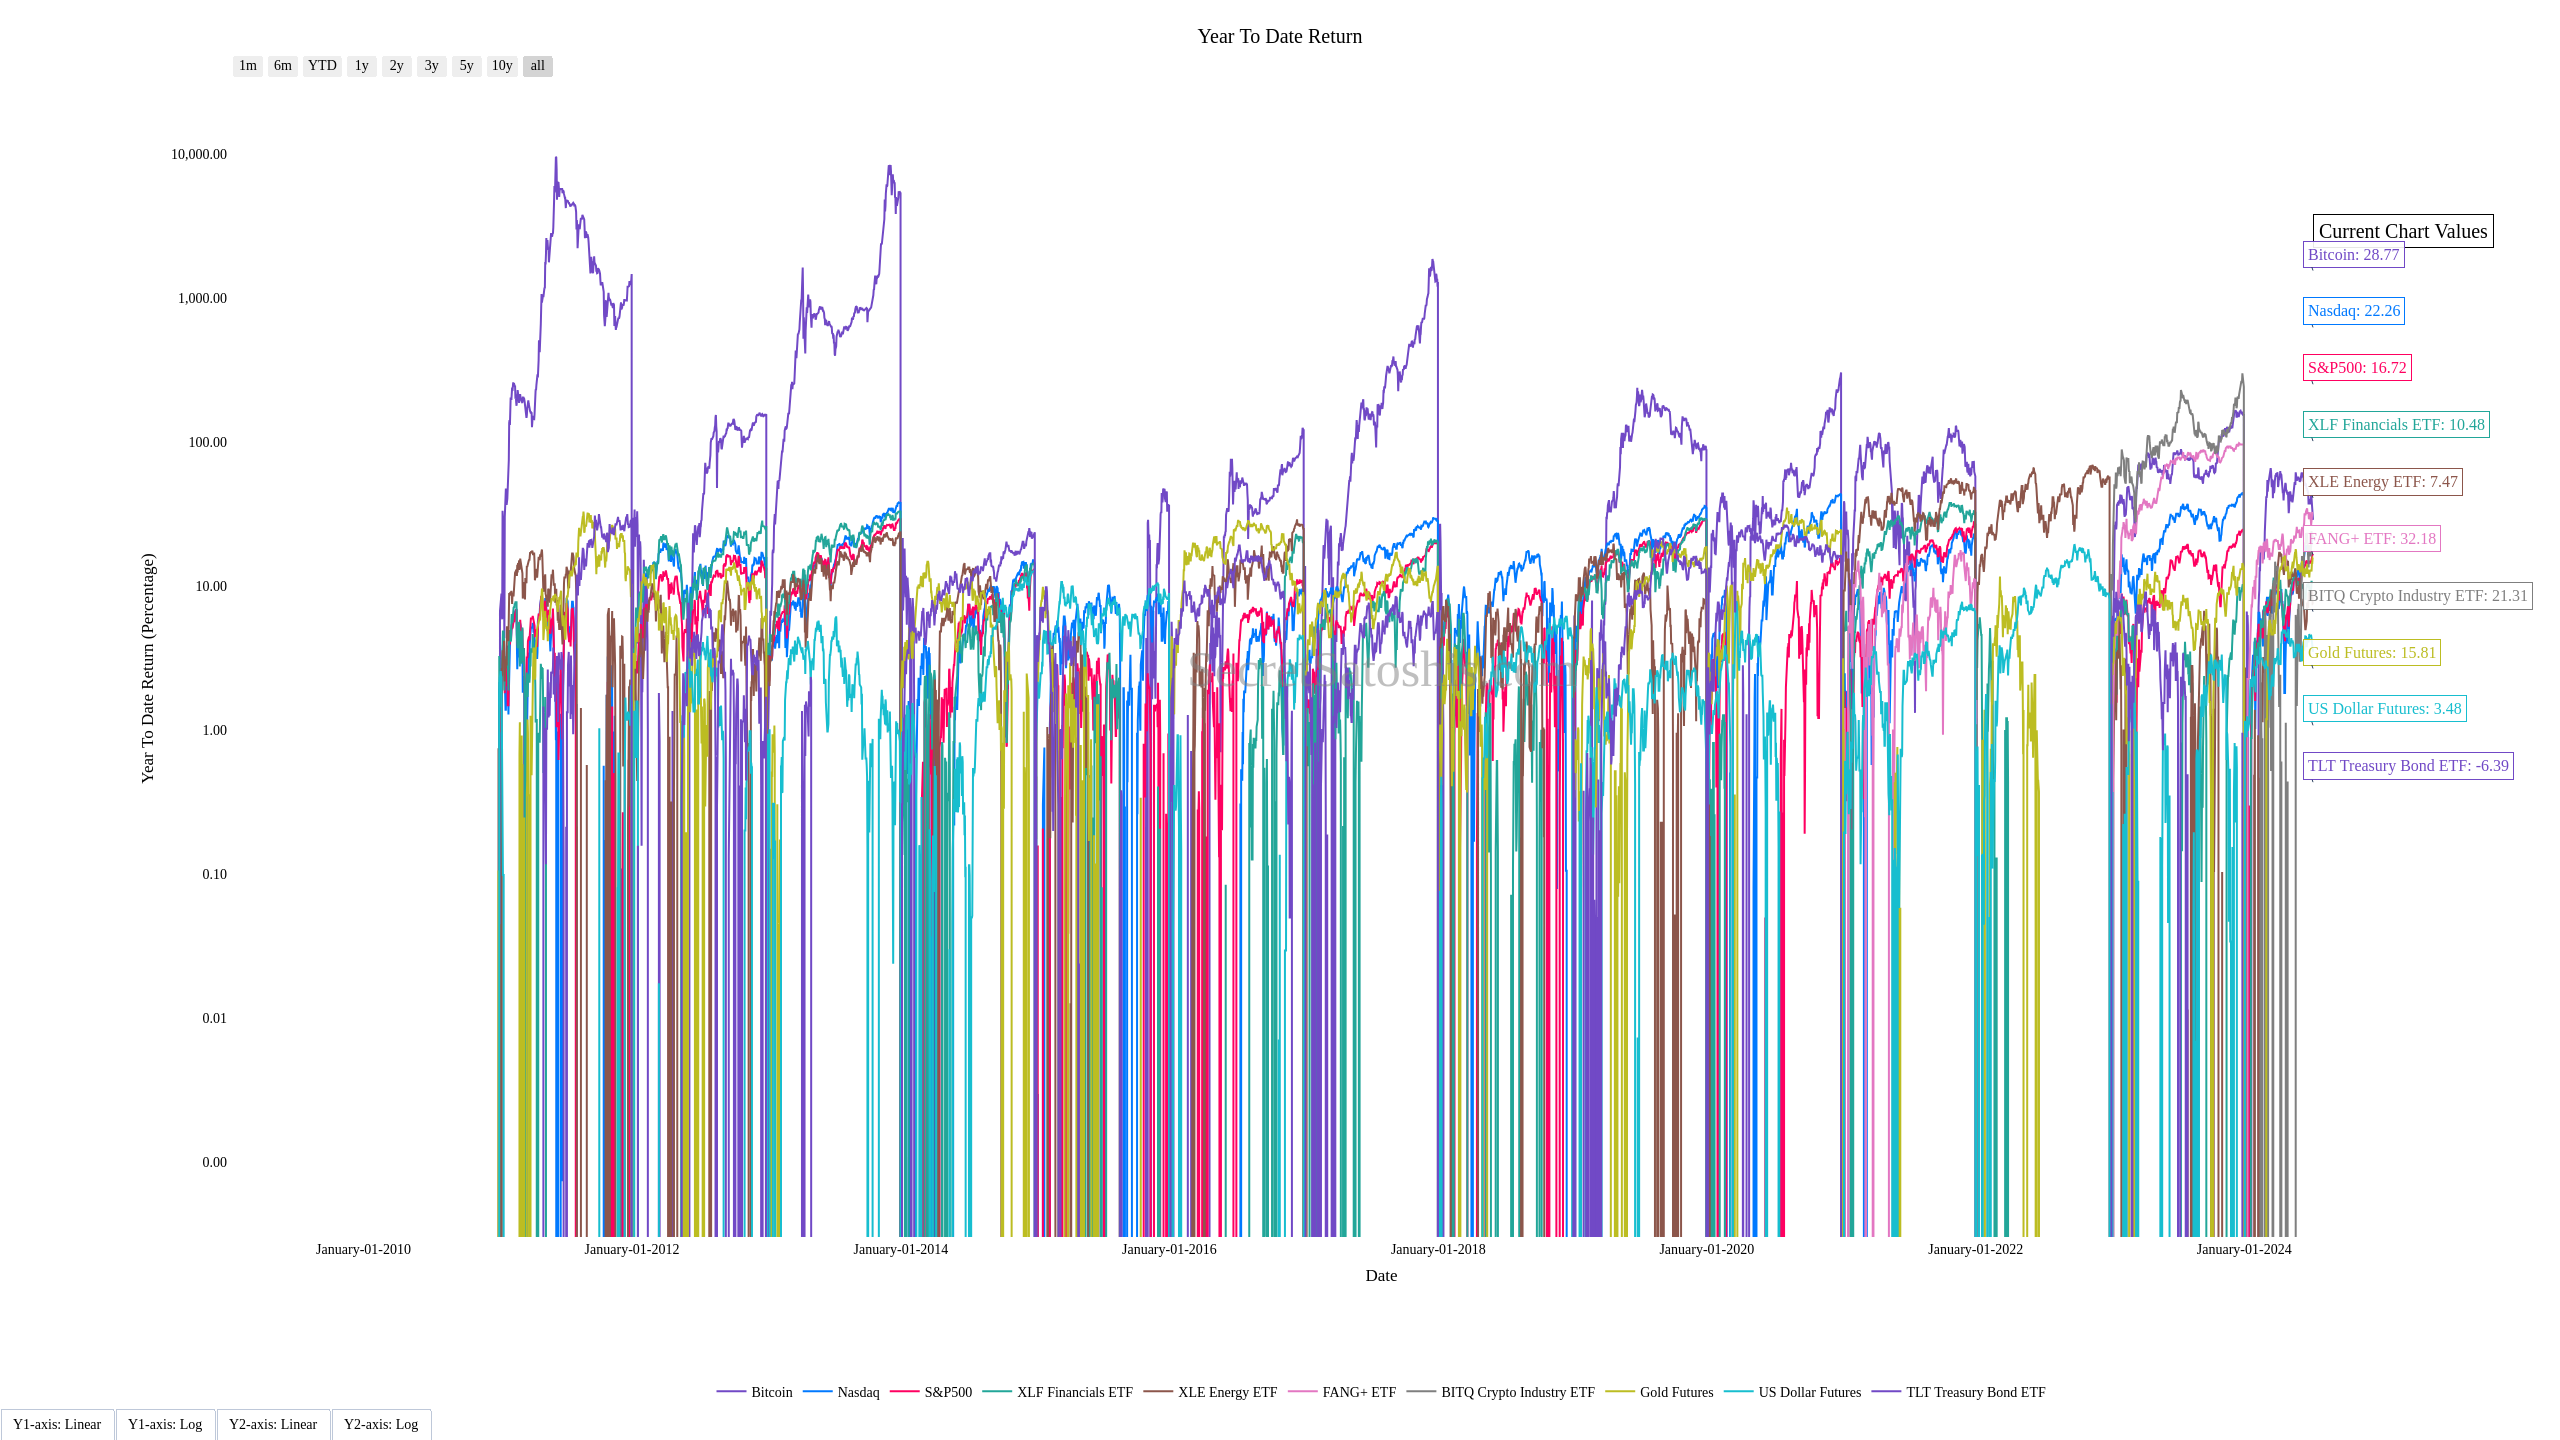 Year To Date Return
1m 6m YTD 1y 2y 3y 5y 10y all
10,000.00
1,000.00
100.00
10.00
1.00
0.10
0.01
0.00
Year To Date Return (Percentage)
Current Chart Values
Bitcoin: 28.77
Nasdaq: 22.26
S&P500: 16.72
XLF Financials ETF: 10.48
XLE Energy ETF: 7.47
FANG+ ETF: 32.18
BITQ Crypto Industry ETF: 21.31
Gold Futures: 15.81
US Dollar Futures: 3.48
TLT Treasury Bond ETF: -6.39
January-01-2010 January-01-2012 January-01-2014 January-01-2016 January-01-2018 January-01-2020 January-01-2022 January-01-2024
Date
Bitcoin Nasdaq S&P500 XLF Financials ETF XLE Energy ETF FANG+ ETF BITQ Crypto Industry ETF Gold Futures US Dollar Futures TLT Treasury Bond ETF
Y1-axis: Linear Y1-axis: Log Y2-axis: Linear Y2-axis: Log